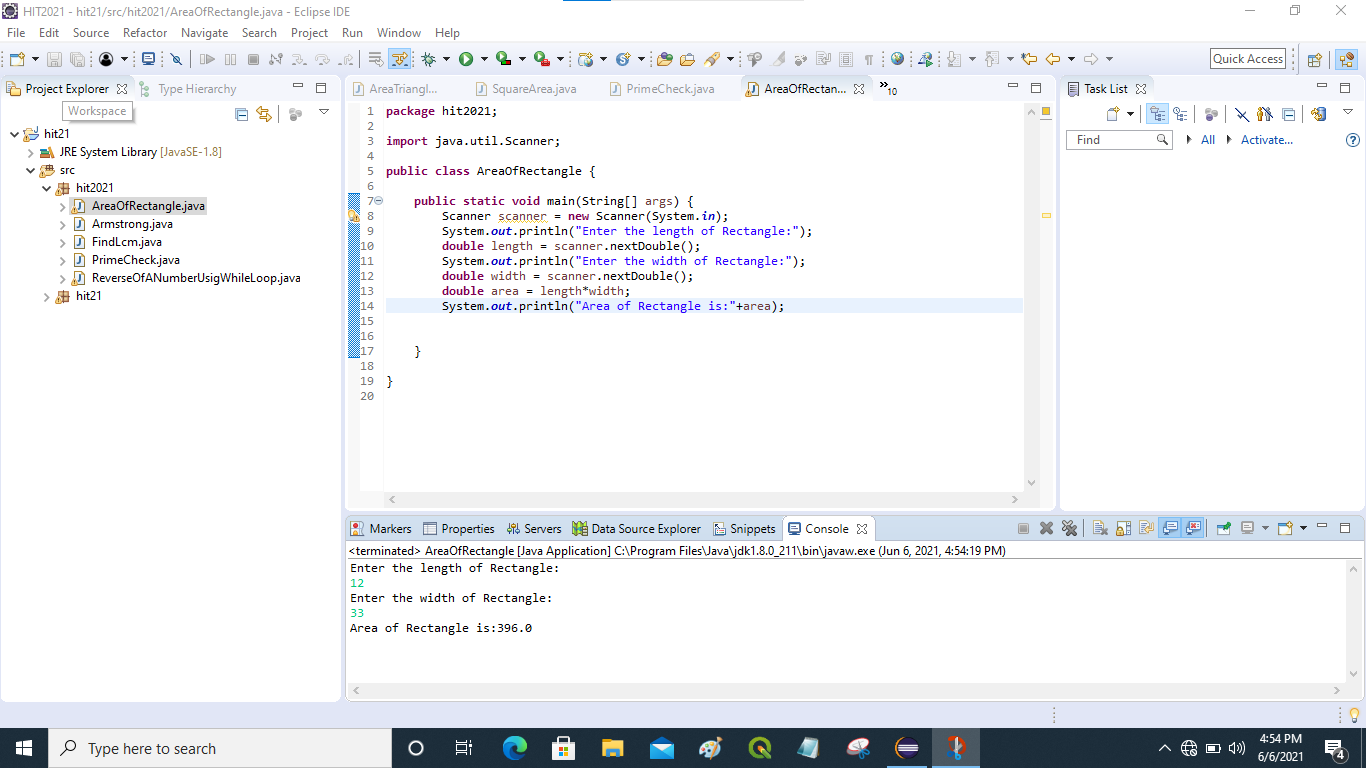 HIT2021 - hit21/src/hit2021/AreaOfRectangle.java - Eclipse IDE
File Edit Source Refactor Navigate Search Project Run Window Help
Quick Access
Project Explorer Type Hierarchy
Workspace
hit21
JRE System Library [JavaSE-1.8]
src
hit2021
AreaOfRectangle.java
Armstrong.java
FindLcm.java
PrimeCheck.java
ReverseOfANumberUsigWhileLoop.java
hit21
AreaTriangl... SquareArea.java PrimeCheck.java AreaOfRectan... »10
1 package hit2021;
2
3 import java.util.Scanner;
4
5 public class AreaOfRectangle {
6
7 public static void main(String[] args) {
8 Scanner scanner = new Scanner(System.in);
9 System.out.println("Enter the length of Rectangle:");
10 double length = scanner.nextDouble();
11 System.out.println("Enter the width of Rectangle:");
12 double width = scanner.nextDouble();
13 double area = length*width;
14 System.out.println("Area of Rectangle is:"+area);
15
16
17 }
18
19 }
20
Task List
Find All Activate...
Markers Properties Servers Data Source Explorer Snippets Console
<terminated> AreaOfRectangle [Java Application] C:\Program Files\Java\jdk1.8.0_211\bin\javaw.exe (Jun 6, 2021, 4:54:19 PM)
Enter the length of Rectangle:
12
Enter the width of Rectangle:
33
Area of Rectangle is:396.0
Type here to search
4:54 PM
6/6/2021
4